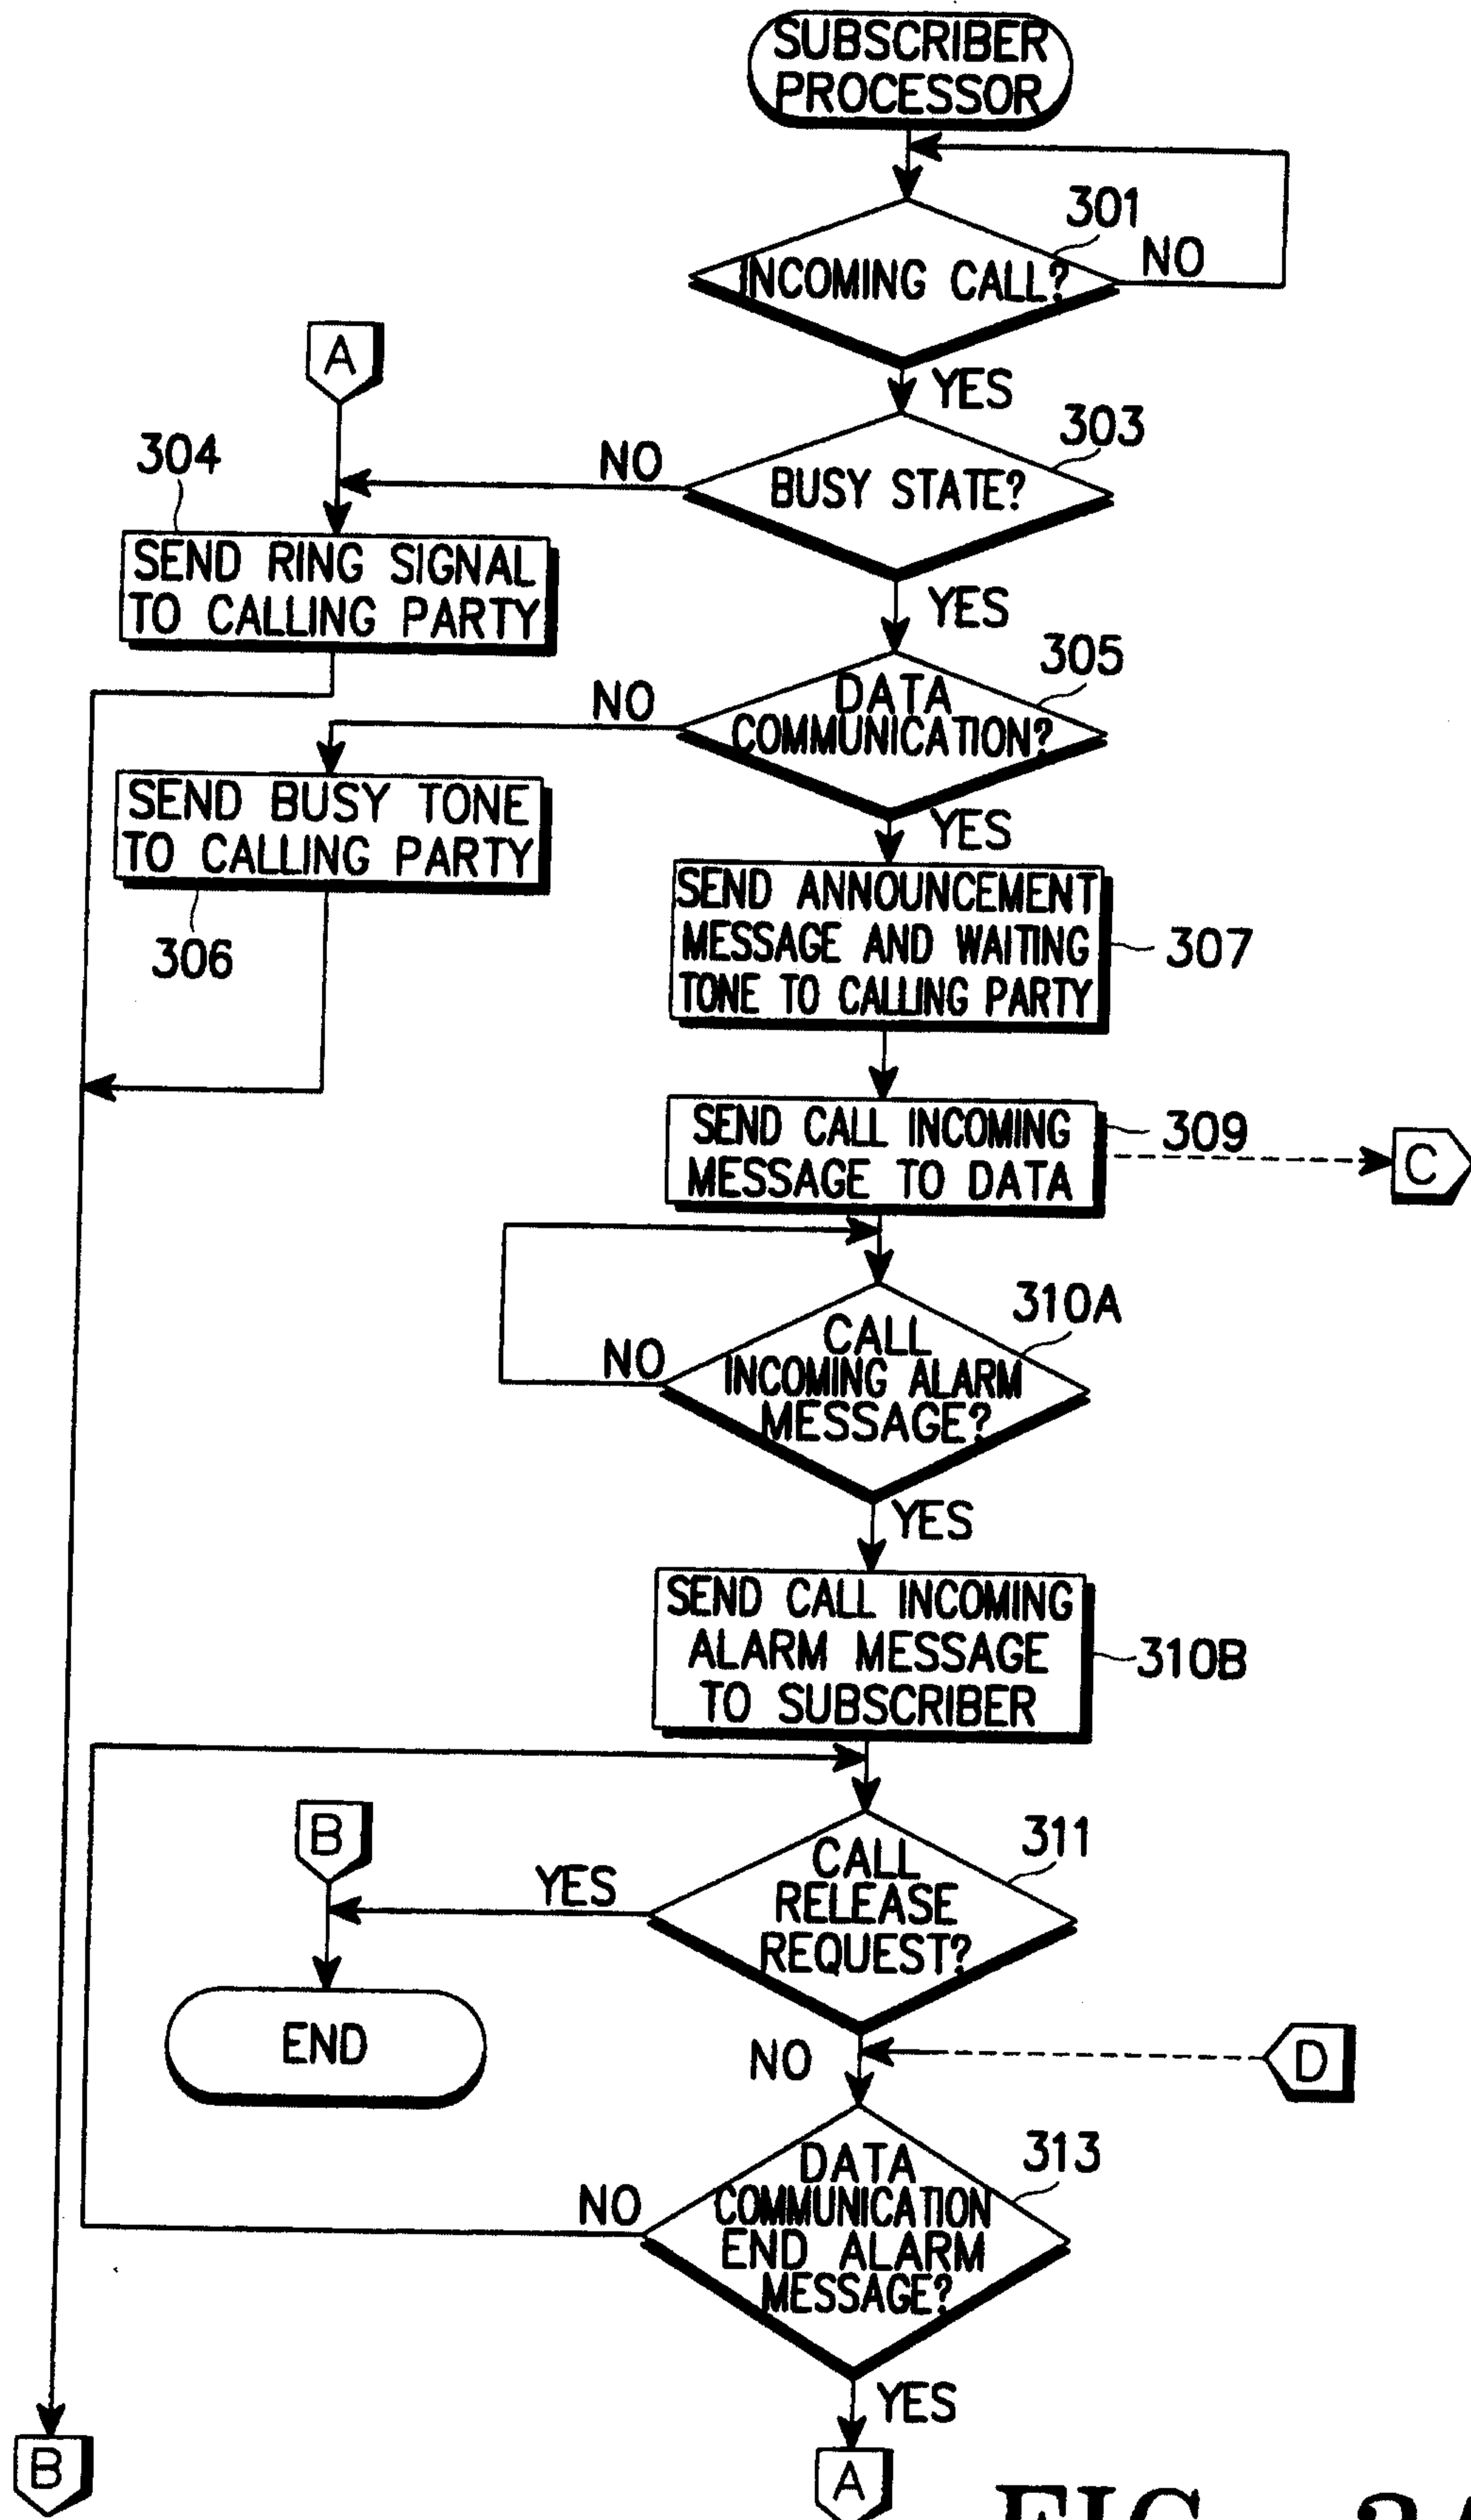 SUBSCRIBER
PROCESSOR
301
INCOMING CALL?
NO
YES
A
303
BUSY STATE?
NO
304
SEND RING SIGNAL
TO CALLING PARTY
YES
305
DATA
COMMUNICATION?
NO
SEND BUSY TONE
TO CALLING PARTY
306
YES
SEND ANNOUNCEMENT
MESSAGE AND WAITING
TONE TO CALLING PARTY
307
SEND CALL INCOMING
MESSAGE TO DATA
309
C
310A
CALL
INCOMING ALARM
MESSAGE?
NO
YES
SEND CALL INCOMING
ALARM MESSAGE
TO SUBSCRIBER
310B
B
311
CALL
RELEASE
REQUEST?
YES
END
NO
D
313
DATA
COMMUNICATION
END ALARM
MESSAGE?
NO
YES
B
A